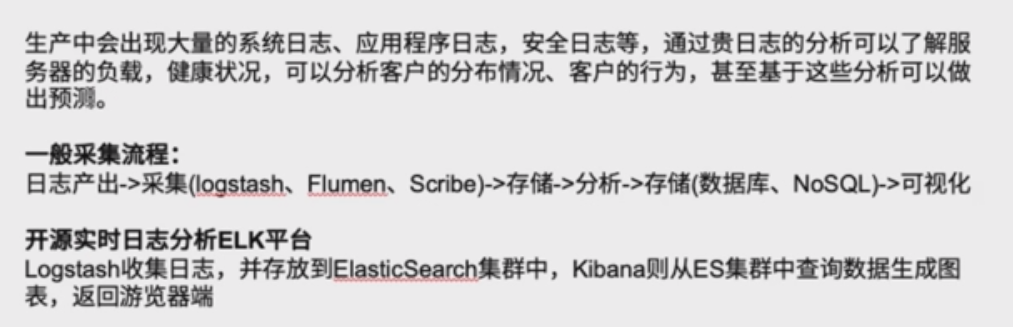 生产中会出现大量的系统日志、应用程序日志，安全日志等，通过贵日志的分析可以了解服
务器的负载，健康状况，可以分析客户的分布情况、客户的行为，甚至基于这些分析可以做
出预测。
一般采集流程：
日志产出->采集(logstash、Flumen、Scribe)->存储->分析->存储(数据库、NoSQL)->可视化
开源实时日志分析ELK平台
Logstash收集日志，并存放到ElasticSearch集群中，Kibana则从ES集群中查询数据生成图
表，返回游览器端